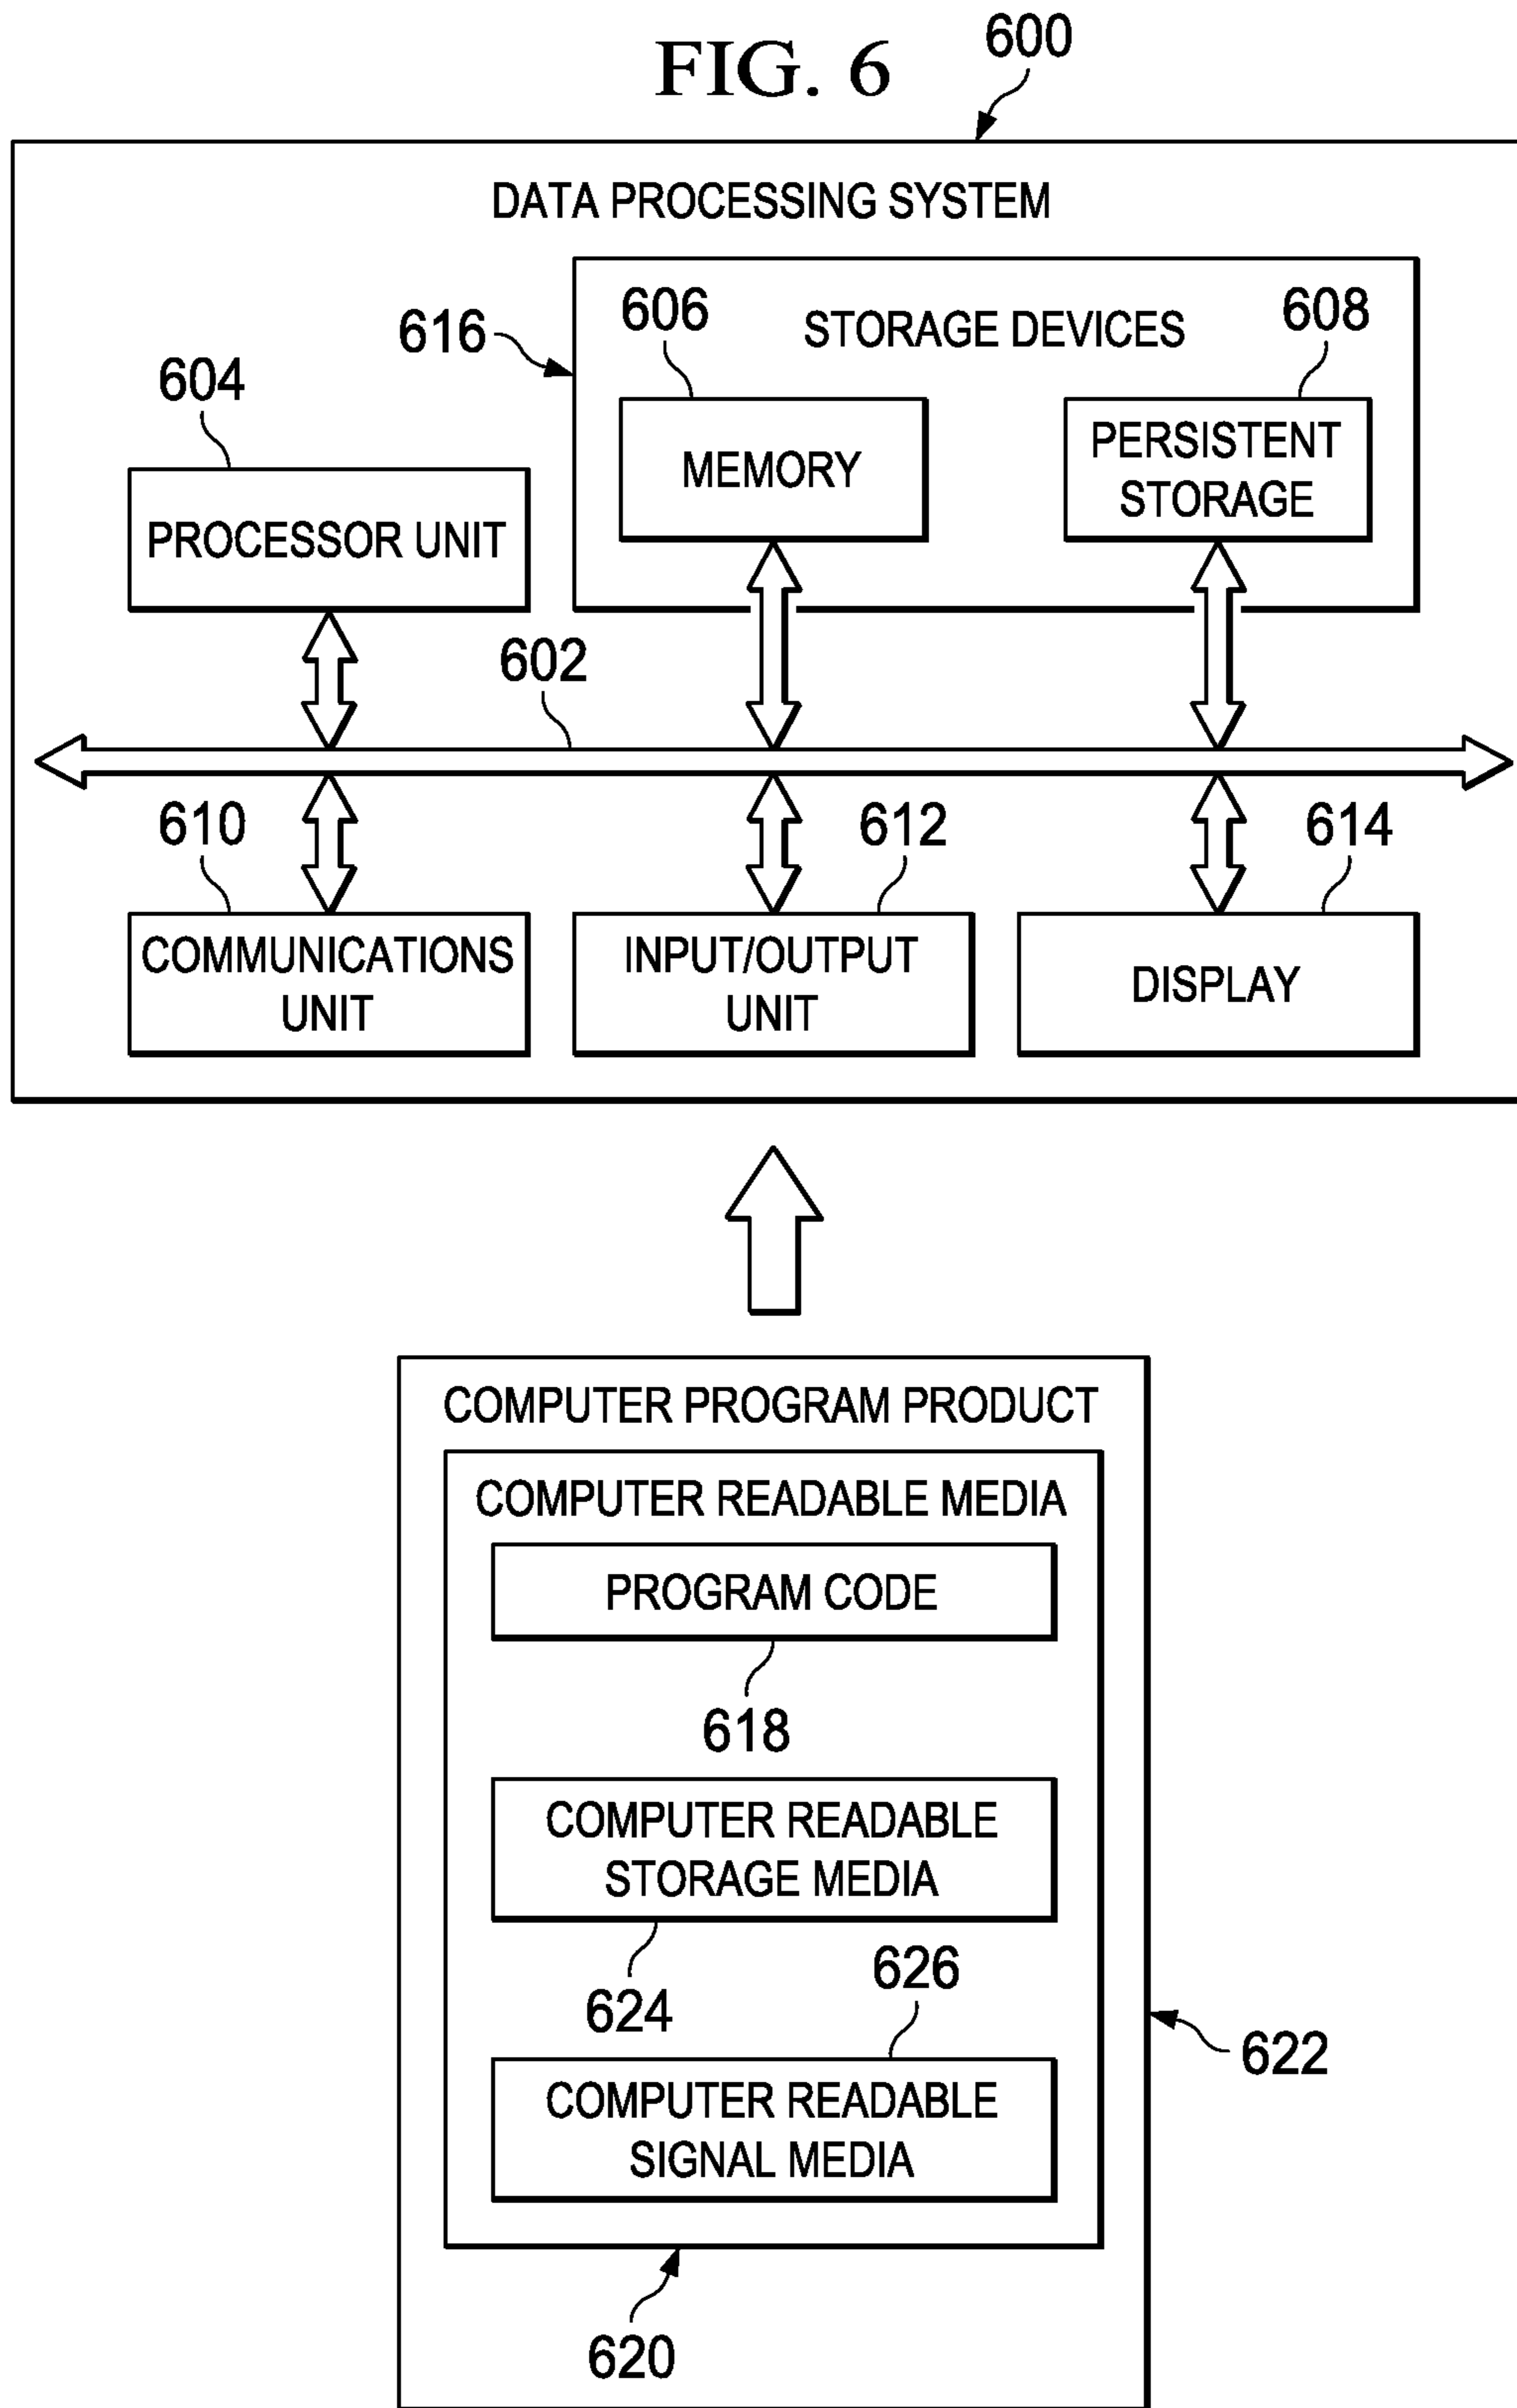 FIG. 6
600
DATA PROCESSING SYSTEM
616
606
STORAGE DEVICES
608
604
MEMORY
PERSISTENT
STORAGE
PROCESSOR UNIT
602
610
612
614
COMMUNICATIONS
UNIT
INPUT/OUTPUT
UNIT
DISPLAY
COMPUTER PROGRAM PRODUCT
COMPUTER READABLE MEDIA
PROGRAM CODE
618
COMPUTER READABLE
STORAGE MEDIA
624
626
COMPUTER READABLE
SIGNAL MEDIA
622
620